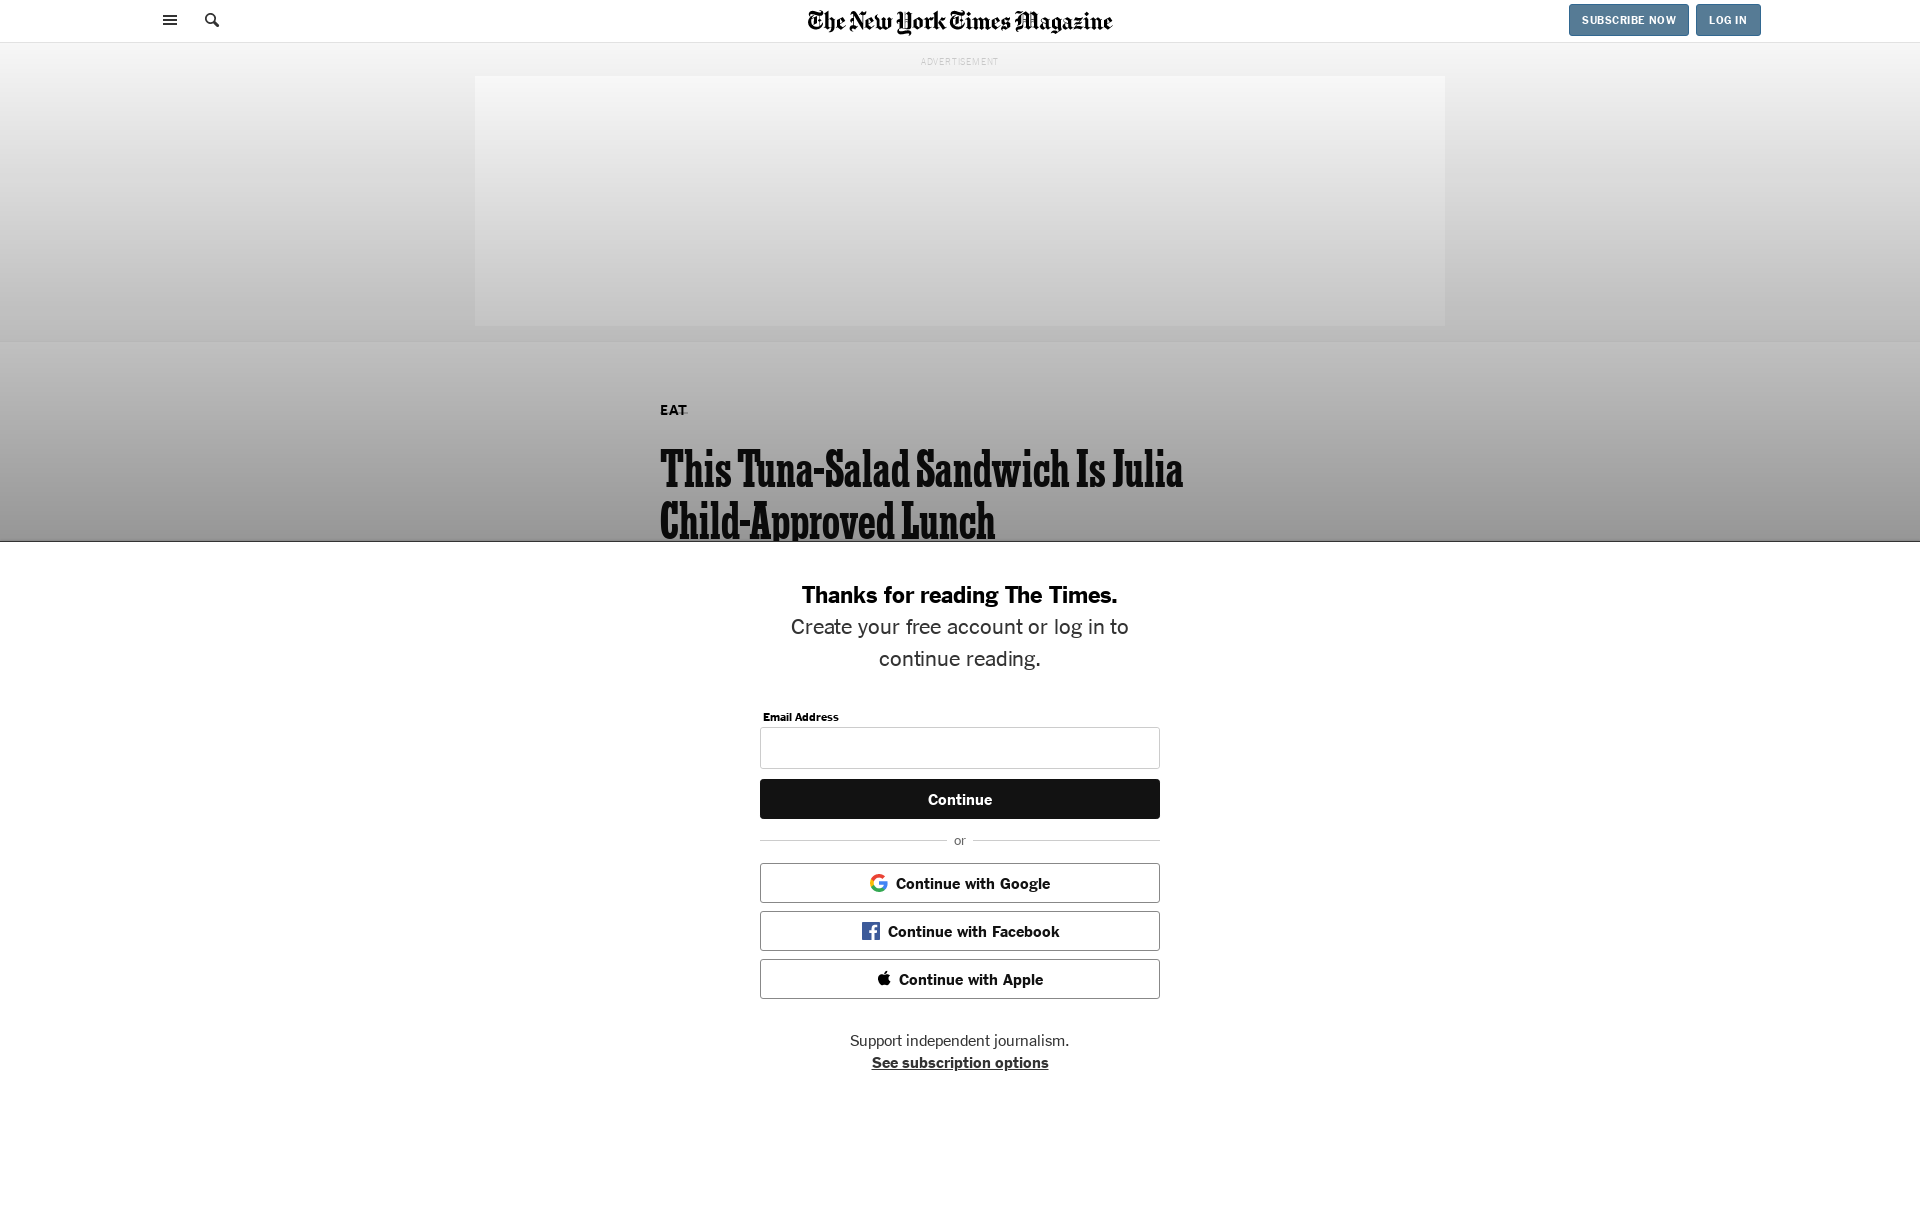 The New York Times Magazine
SUBSCRIBE NOW
LOG IN
ADVERTISEMENT
EAT
This Tuna-Salad Sandwich Is Julia
Child-Approved Lunch
Thanks for reading The Times.
Create your free account or log in to
continue reading.
Email Address
Continue
or
Continue with Google
Continue with Facebook
Continue with Apple
Support independent journalism.
See subscription options